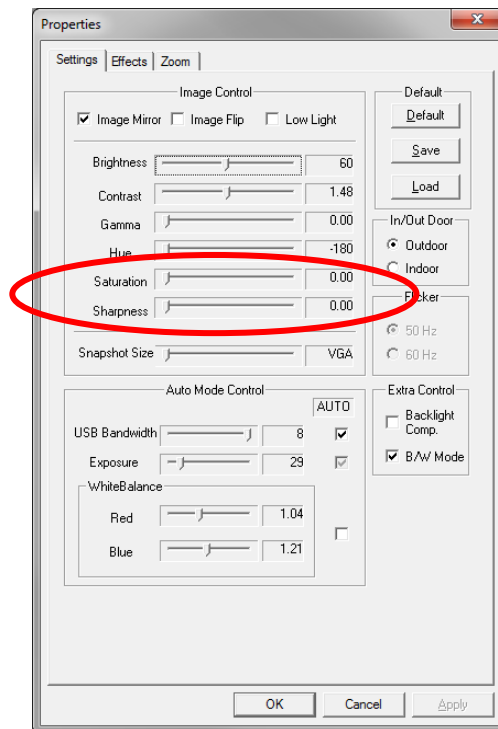 Properties
Settings Effects Zoom
Image Control
Image Mirror Image Flip Low Light
Brightness 60
Contrast 1.48
Gamma 0.00
Hue -180
Saturation 0.00
Sharpness 0.00
Snapshot Size VGA
Default
Default
Save
Load
In/Out Door
Outdoor
Indoor
Flicker
50 Hz
60 Hz
Auto Mode Control
AUTO
USB Bandwidth 8
Exposure 29
WhiteBalance
Red 1.04
Blue 1.21
Extra Control
Backlight
Comp.
B/W Mode
OK Cancel Apply